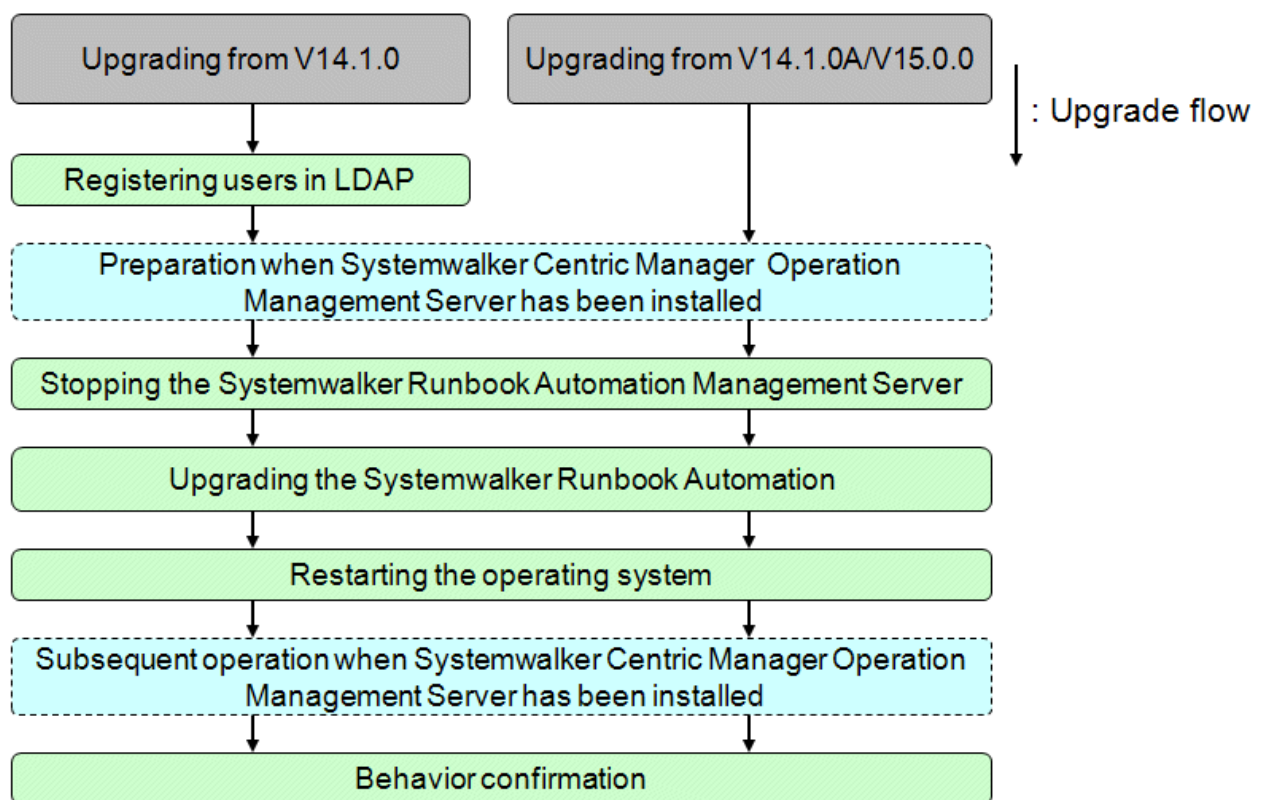 Upgrading from V14.1.0
Upgrading from V14.1.0A/V15.0.0
: Upgrade flow
Registering users in LDAP
Preparation when Systemwalker Centric Manager Operation
Management Server has been installed
Stopping the Systemwalker Runbook Automation Management Server
Upgrading the Systemwalker Runbook Automation
Restarting the operating system
Subsequent operation when Systemwalker Centric Manager Operation
Management Server has been installed
Behavior confirmation